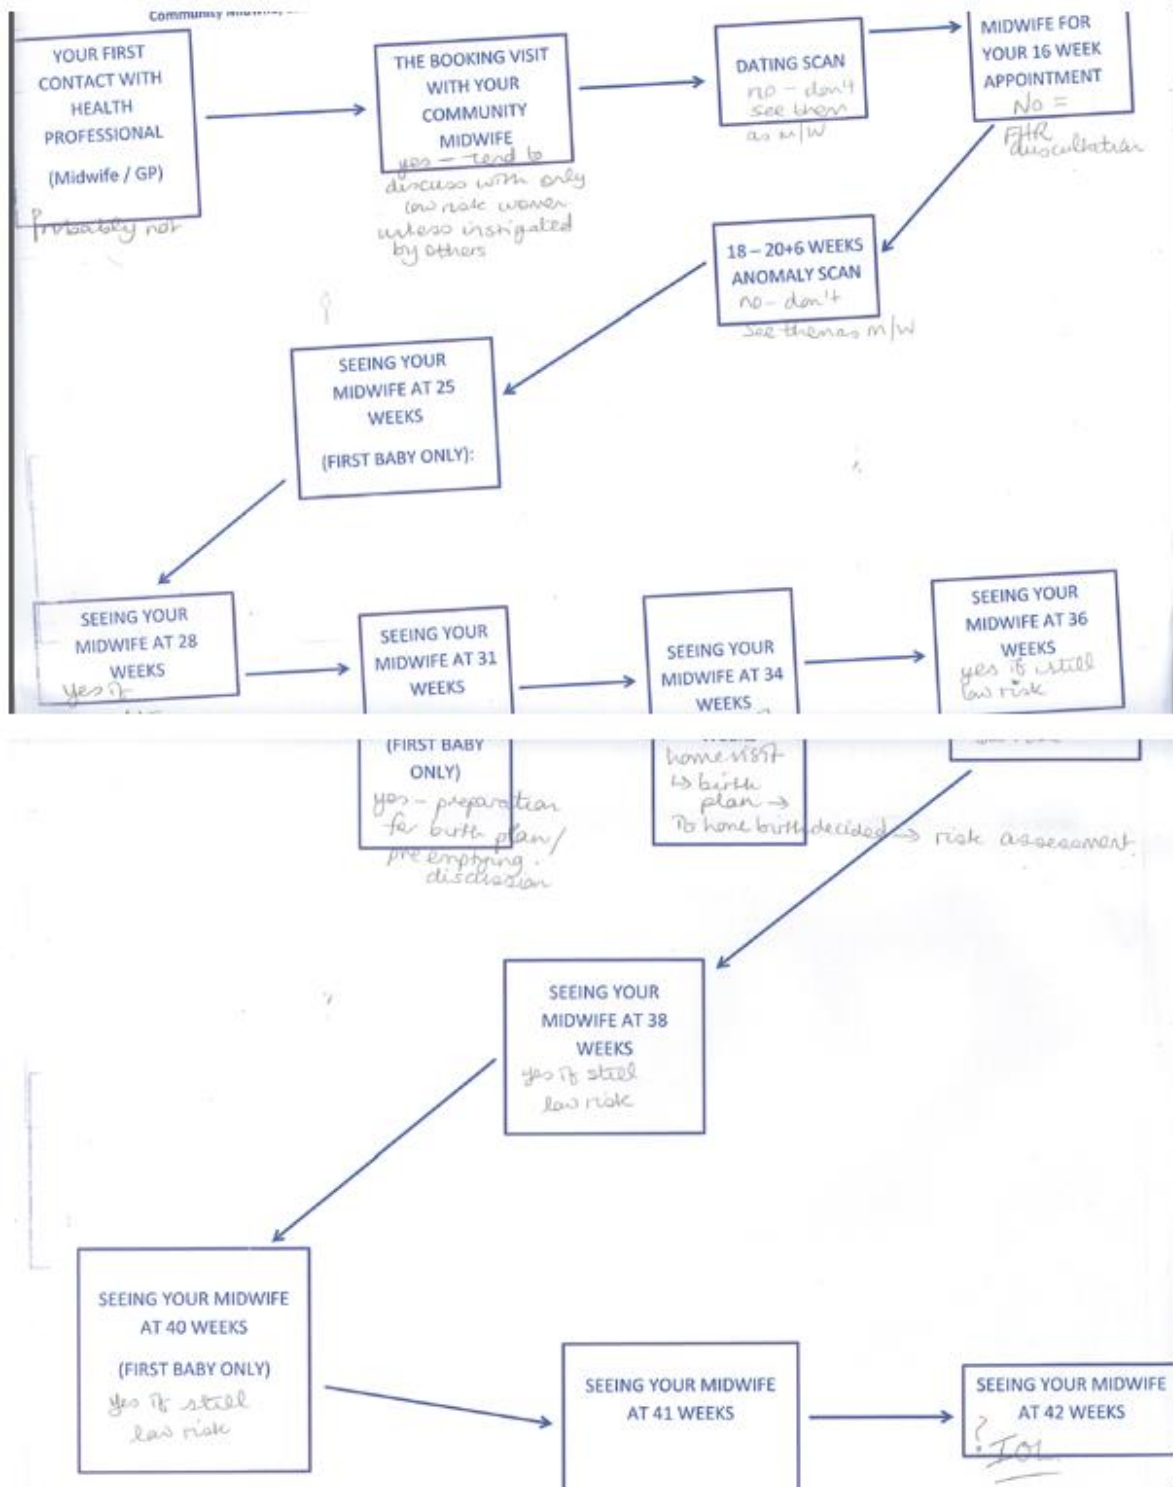 Community Midwife,
YOUR FIRST
CONTACT WITH
HEALTH
PROFESSIONAL
(Midwife / GP)
Probably not
THE BOOKING VISIT
WITH YOUR
COMMUNITY
MIDWIFE
yes - tend to
discuss with only
low risk women
unless instigated
by others
DATING SCAN
no - don't
see them
as M/W
MIDWIFE FOR
YOUR 16 WEEK
APPOINTMENT
No =
FHR
auscultation
18 – 20+6 WEEKS
ANOMALY SCAN
no - don't
see them as M/W
SEEING YOUR
MIDWIFE AT 25
WEEKS
(FIRST BABY ONLY):
SEEING YOUR
MIDWIFE AT 28
WEEKS
yes if
SEEING YOUR
MIDWIFE AT 31
WEEKS
SEEING YOUR
MIDWIFE AT 34
WEEKS
SEEING YOUR
MIDWIFE AT 36
WEEKS
yes if still
low risk
(FIRST BABY
ONLY)
yes - preparation
for birth plan/
pre empting
discussion
home visit
↳ birth
plan →
If home birth decided → risk assessment.
SEEING YOUR
MIDWIFE AT 38
WEEKS
yes if still
low risk
SEEING YOUR MIDWIFE
AT 40 WEEKS
(FIRST BABY ONLY)
yes if still
low risk
SEEING YOUR MIDWIFE
AT 41 WEEKS
SEEING YOUR MIDWIFE
AT 42 WEEKS
? IOL